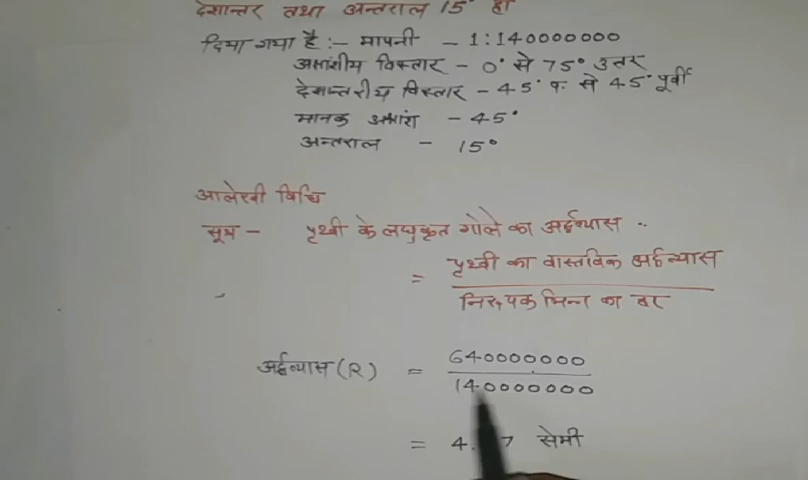 देशान्तर तथा अन्तराल 15° हो
दिया गया है :- मापनी - 1:140000000
अक्षांशीय विस्तार - 0° से 75° उत्तर
देशान्तरीय विस्तार - 45° प. से 45° पूर्वी
मानक अक्षांश - 45°
अन्तराल - 15°
आलेखी विधि
सूत्र - पृथ्वी के लघुकृत गोले का अर्द्धव्यास
= पृथ्वी का वास्तविक अर्द्धव्यास
निरूपक भिन्न का हर
अर्द्धव्यास (R) = 640000000
140000000
= 4. 7 सेमी